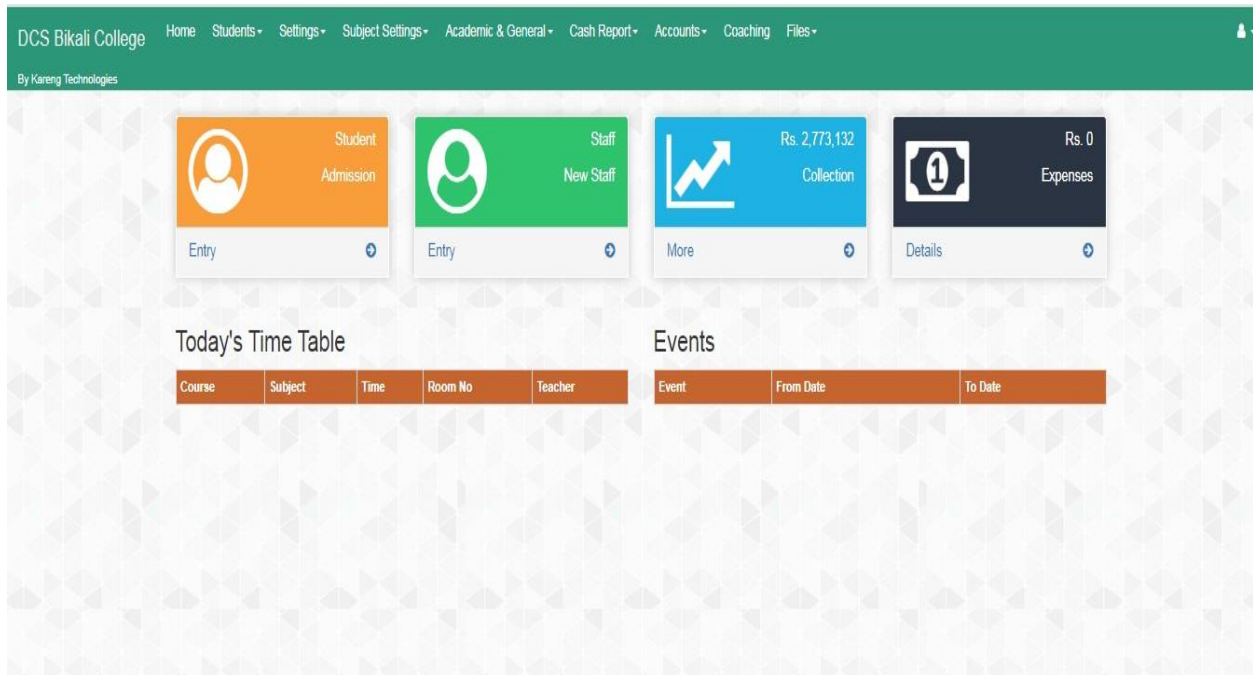 DCS Bikali College
By Kareng Technologies
Home Students Settings Subject Settings Academic & General Cash Report Accounts Coaching Files
Student
Admission
Entry
Staff
New Staff
Entry
Rs. 2,773,132
Collection
More
1
Rs. 0
Expenses
Details
Today's Time Table
Course Subject Time Room No Teacher
Events
Event From Date To Date